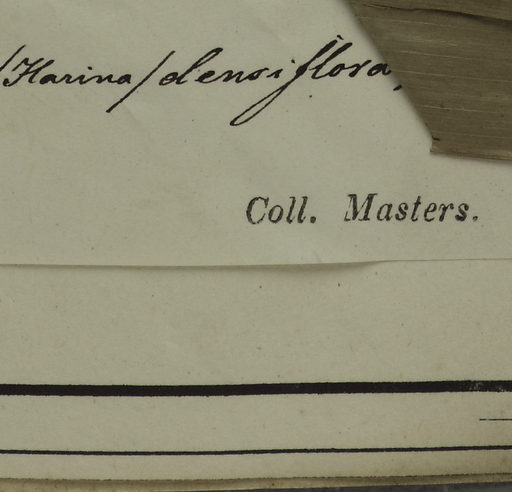 /Harina/densiflora,
Coll. Masters.